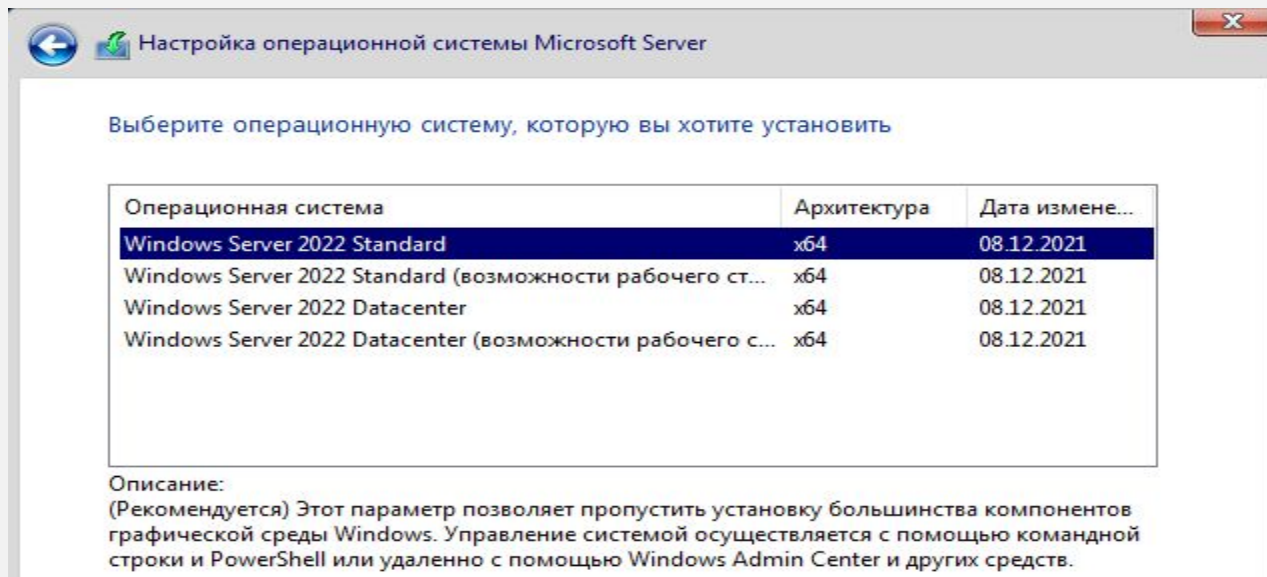 Настройка операционной системы Microsoft Server
Выберите операционную систему, которую вы хотите установить
Операционная система Архитектура Дата измене...
Windows Server 2022 Standard x64 08.12.2021
Windows Server 2022 Standard (возможности рабочего ст... x64 08.12.2021
Windows Server 2022 Datacenter x64 08.12.2021
Windows Server 2022 Datacenter (возможности рабочего с... x64 08.12.2021
Описание:
(Рекомендуется) Этот параметр позволяет пропустить установку большинства компонентов
графической среды Windows. Управление системой осуществляется с помощью командной
строки и PowerShell или удаленно с помощью Windows Admin Center и других средств.